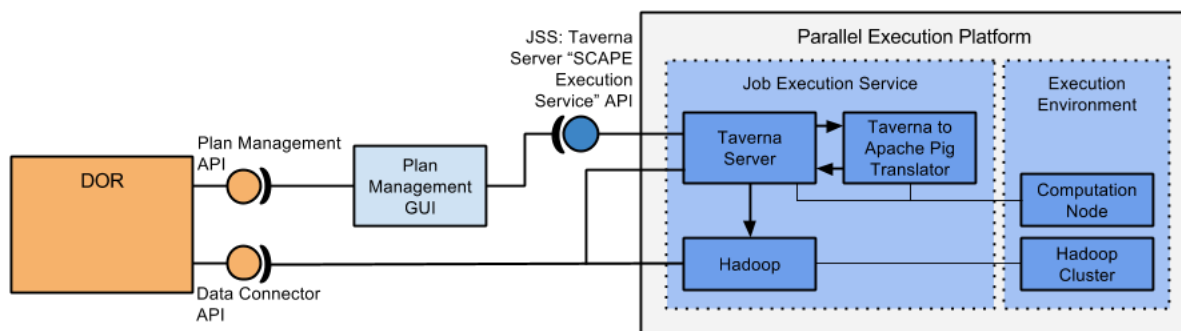 JSS: Taverna
Server “SCAPE
Execution
Service” API
Parallel Execution Platform
Job Execution Service
Execution
Environment
Plan Management
API
DOR
Plan
Management
GUI
Taverna
Server
Taverna to
Apache Pig
Translator
Computation
Node
Hadoop
Hadoop
Cluster
Data Connector
API